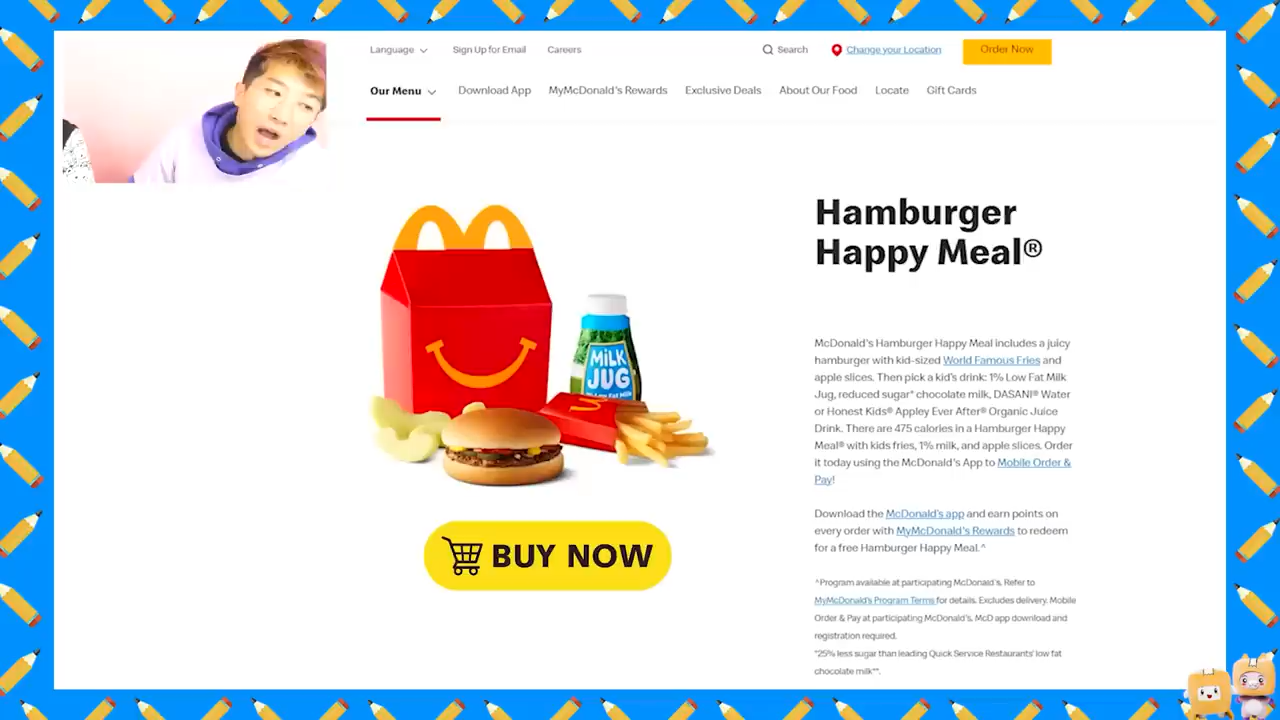 Language
Sign Up for Email
Careers
Search
Change your Location
Order Now
Our Menu
Download App
MyMcDonald's Rewards
Exclusive Deals
About Our Food
Locate
Gift Cards
Hamburger
Happy Meal®
MiLK
JUG
McDonald's Hamburger Happy Meal includes a juicy
hamburger with kid-sized World Famous Fries and
apple slices. Then pick a kid's drink: 1% Low Fat Milk
Jug, reduced sugar* chocolate milk, DASANI® Water
or Honest Kids® Appley Ever After® Organic Juice
Drink. There are 475 calories in a Hamburger Happy
Meal® with kids fries, 1% milk, and apple slices. Order
it today using the McDonald's App to Mobile Order &
Pay!
Download the McDonald's app and earn points on
every order with MyMcDonald's Rewards to redeem
for a free Hamburger Happy Meal.^
BUY NOW
^Program available at participating McDonald's. Refer to
MyMcDonald's Program Terms for details. Excludes delivery. Mobile
Order & Pay at participating McDonald's, McD app download and
registration required.
*25% less sugar than leading Quick Service Restaurants' low fat
chocolate milk**.